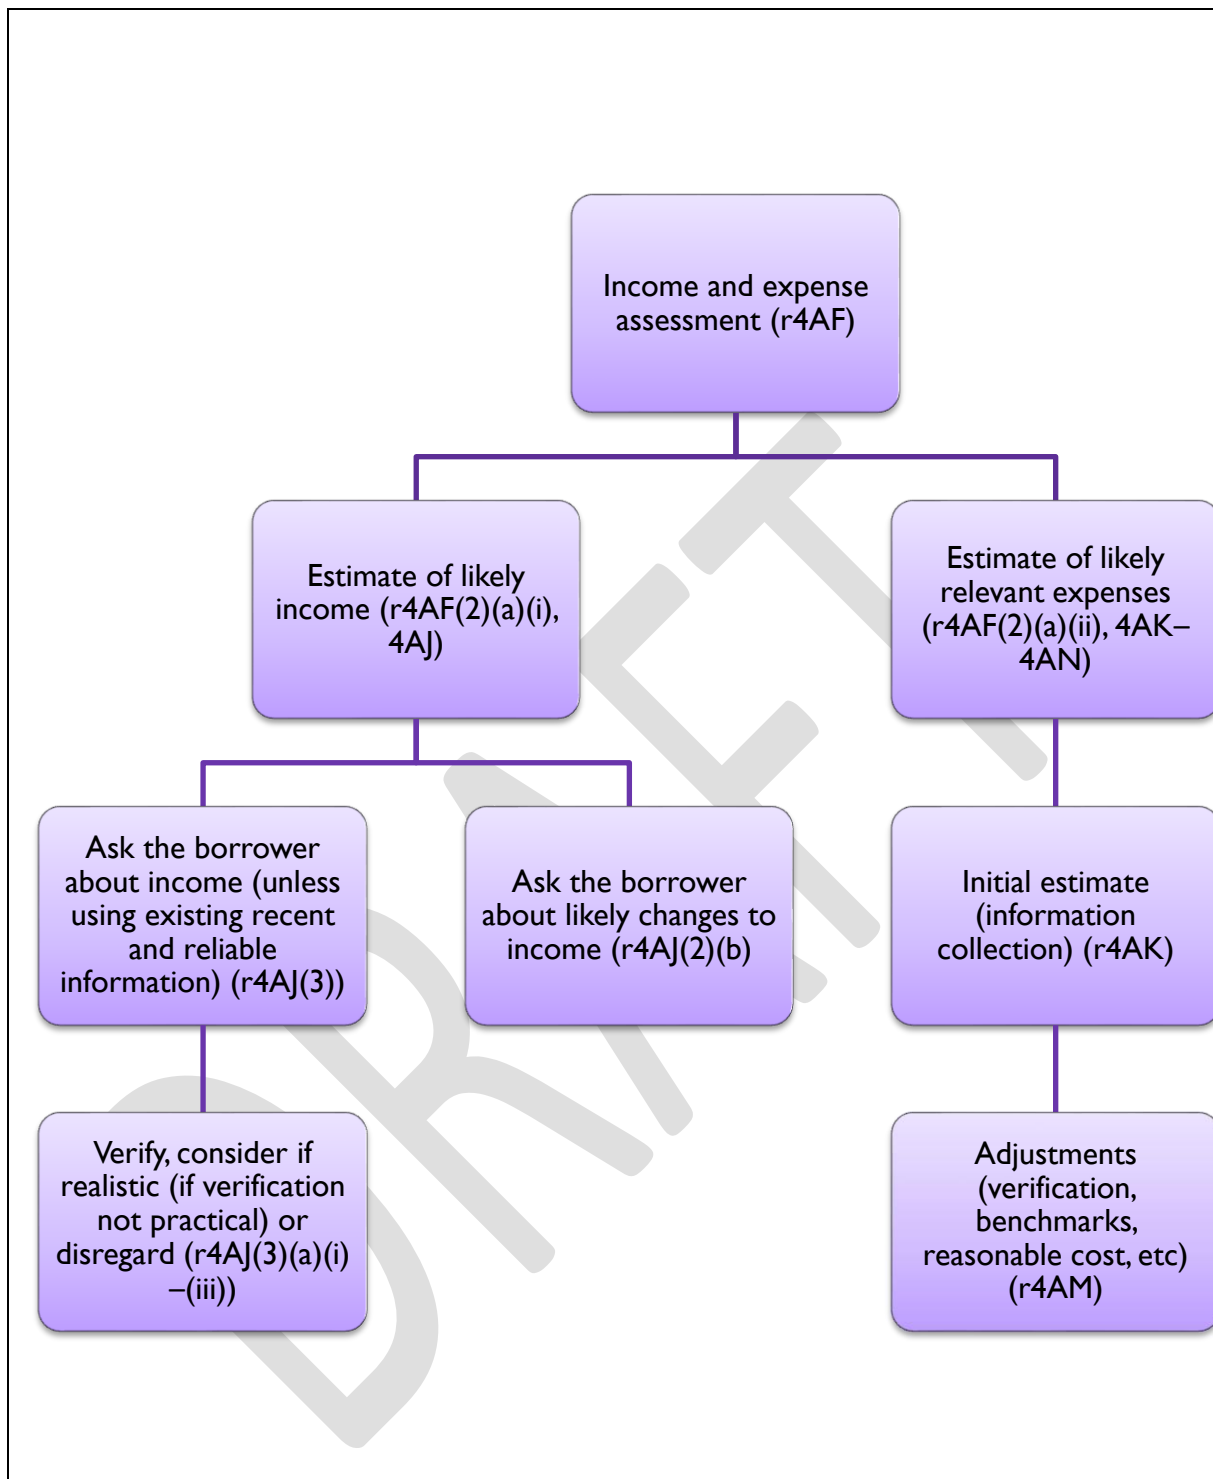 Income and expense
assessment (r4AF)
Estimate of likely
income (r4AF(2)(a)(i),
4AJ)
Estimate of likely
relevant expenses
(r4AF(2)(a)(ii), 4AK–
4AN)
Ask the borrower
about income (unless
using existing recent
and reliable
information) (r4AJ(3))
Ask the borrower
about likely changes to
income (r4AJ(2)(b)
Initial estimate
(information
collection) (r4AK)
Verify, consider if
realistic (if verification
not practical) or
disregard (r4AJ(3)(a)(i)
–(iii))
Adjustments
(verification,
benchmarks,
reasonable cost, etc)
(r4AM)
DRAFT